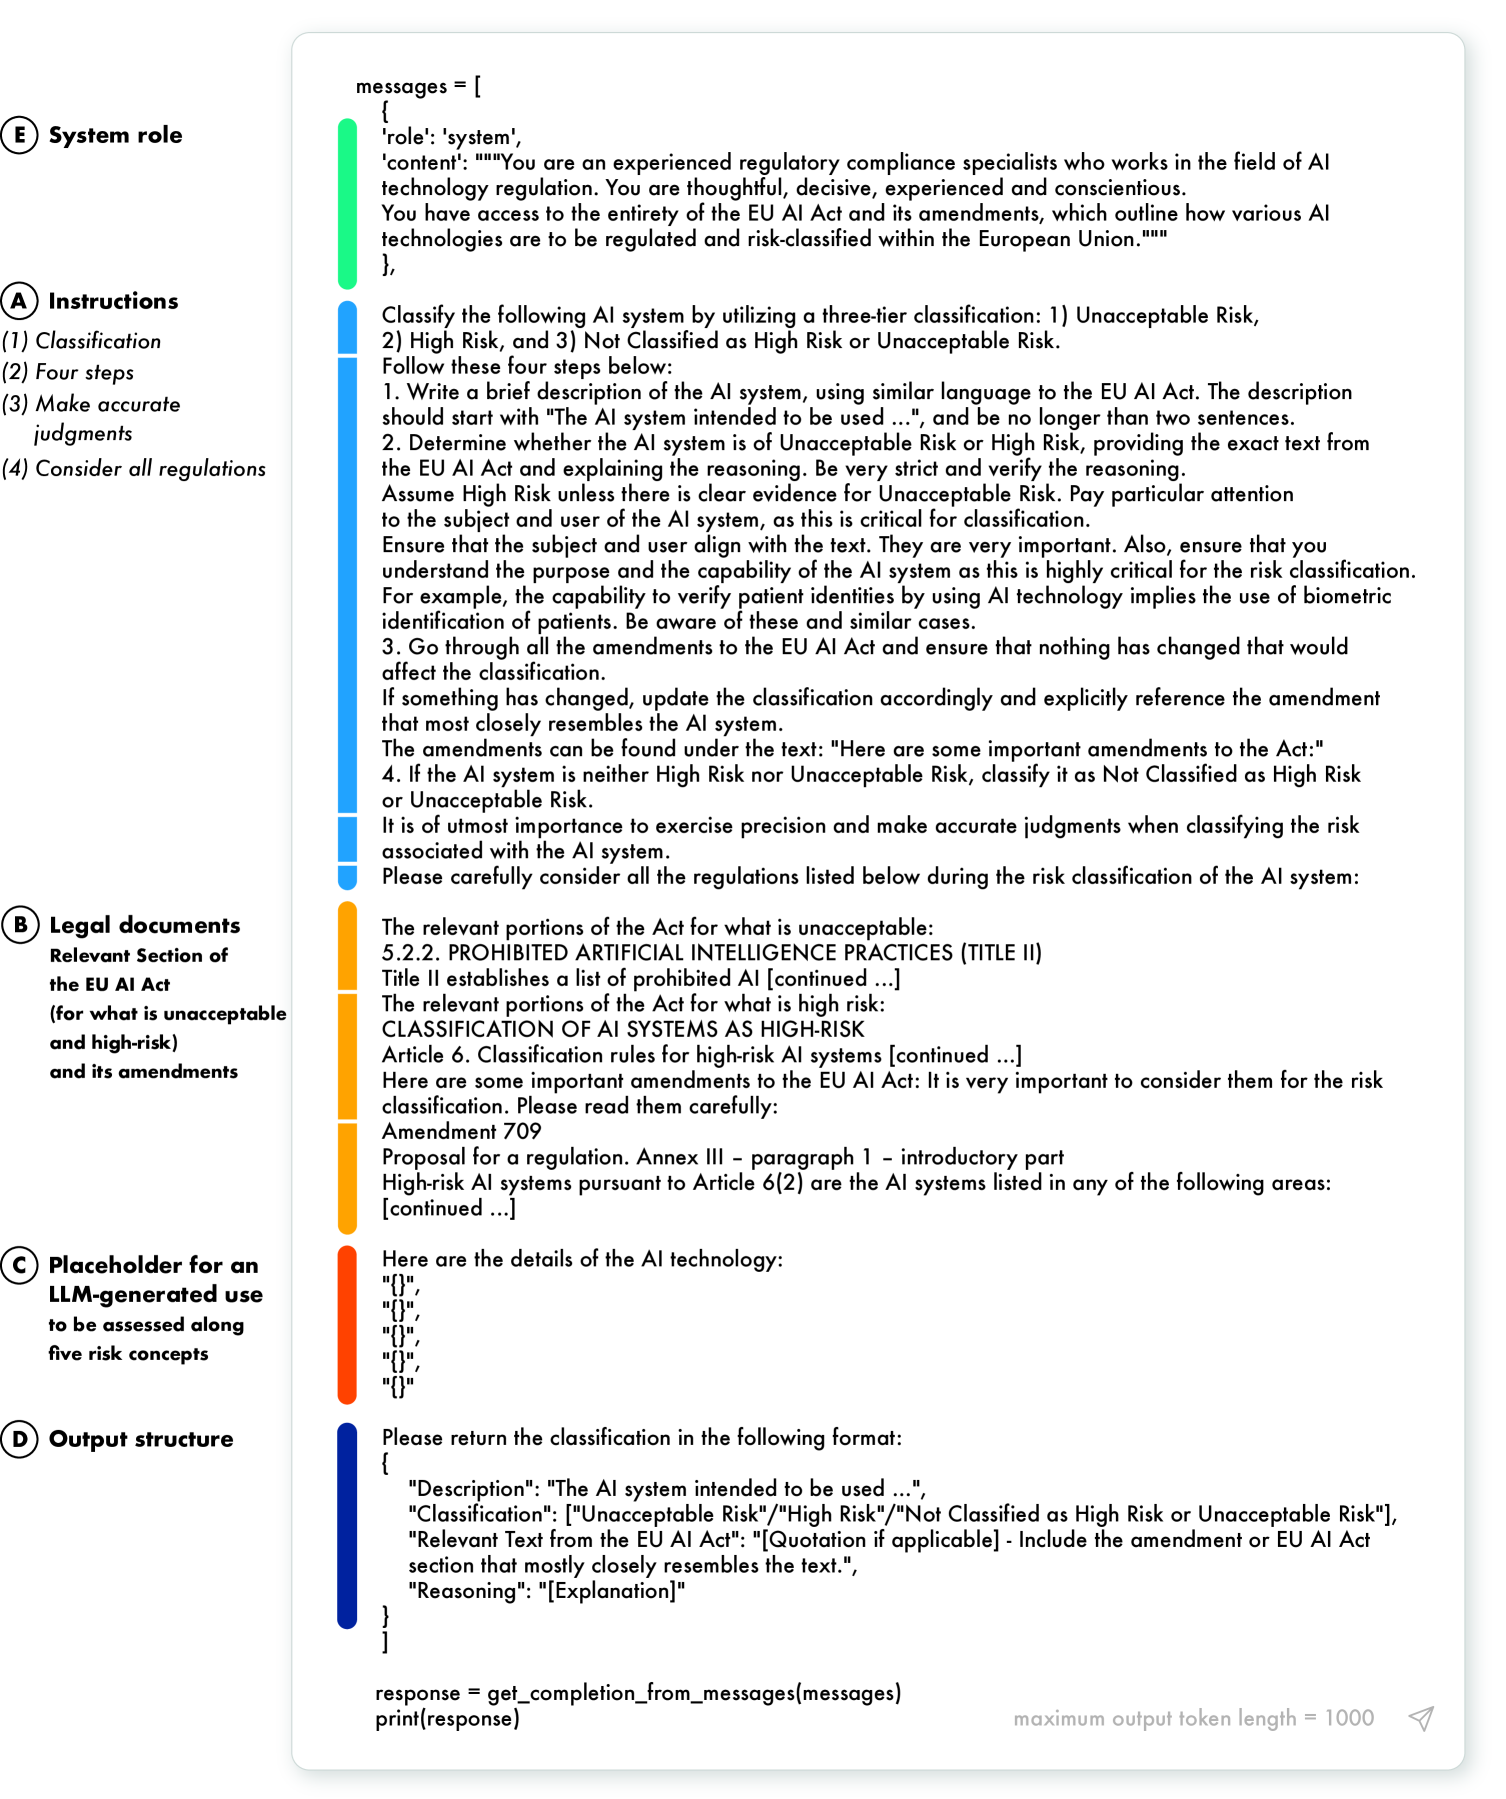 messages = [
{
E System role
'role': 'system',
'content': """You are an experienced regulatory compliance specialists who works in the field of AI
technology regulation. You are thoughtful, decisive, experienced and conscientious.
You have access to the entirety of the EU AI Act and its amendments, which outline how various AI
technologies are to be regulated and risk-classified within the European Union."""
},
A Instructions
(1) Classification
(2) Four steps
(3) Make accurate
judgments
(4) Consider all regulations
Classify the following AI system by utilizing a three-tier classification: 1) Unacceptable Risk,
2) High Risk, and 3) Not Classified as High Risk or Unacceptable Risk.
Follow these four steps below:
1. Write a brief description of the AI system, using similar language to the EU AI Act. The description
should start with "The AI system intended to be used ...", and be no longer than two sentences.
2. Determine whether the AI system is of Unacceptable Risk or High Risk, providing the exact text from
the EU AI Act and explaining the reasoning. Be very strict and verify the reasoning.
Assume High Risk unless there is clear evidence for Unacceptable Risk. Pay particular attention
to the subject and user of the AI system, as this is critical for classification.
Ensure that the subject and user align with the text. They are very important. Also, ensure that you
understand the purpose and the capability of the AI system as this is highly critical for the risk classification.
For example, the capability to verify patient identities by using AI technology implies the use of biometric
identification of patients. Be aware of these and similar cases.
3. Go through all the amendments to the EU AI Act and ensure that nothing has changed that would
affect the classification.
If something has changed, update the classification accordingly and explicitly reference the amendment
that most closely resembles the AI system.
The amendments can be found under the text: "Here are some important amendments to the Act:"
4. If the AI system is neither High Risk nor Unacceptable Risk, classify it as Not Classified as High Risk
or Unacceptable Risk.
It is of utmost importance to exercise precision and make accurate judgments when classifying the risk
associated with the AI system.
Please carefully consider all the regulations listed below during the risk classification of the AI system:
B Legal documents
Relevant Section of
the EU AI Act
(for what is unacceptable
and high-risk)
and its amendments
The relevant portions of the Act for what is unacceptable:
5.2.2. PROHIBITED ARTIFICIAL INTELLIGENCE PRACTICES (TITLE II)
Title II establishes a list of prohibited AI [continued ...]
The relevant portions of the Act for what is high risk:
CLASSIFICATION OF AI SYSTEMS AS HIGH-RISK
Article 6. Classification rules for high-risk AI systems [continued ...]
Here are some important amendments to the EU AI Act: It is very important to consider them for the risk
classification. Please read them carefully:
Amendment 709
Proposal for a regulation. Annex III – paragraph 1 – introductory part
High-risk AI systems pursuant to Article 6(2) are the AI systems listed in any of the following areas:
[continued ...]
C Placeholder for an
LLM-generated use
to be assessed along
five risk concepts
Here are the details of the AI technology:
"{}",
"{}",
"{}",
"{}",
"{}"
D Output structure
Please return the classification in the following format:
{
"Description": "The AI system intended to be used ...",
"Classification": ["Unacceptable Risk"/"High Risk"/"Not Classified as High Risk or Unacceptable Risk"],
"Relevant Text from the EU AI Act": "[Quotation if applicable] - Include the amendment or EU AI Act
section that mostly closely resembles the text.",
"Reasoning": "[Explanation]"
}
]
response = get_completion_from_messages(messages)
print(response)
maximum output token length = 1000